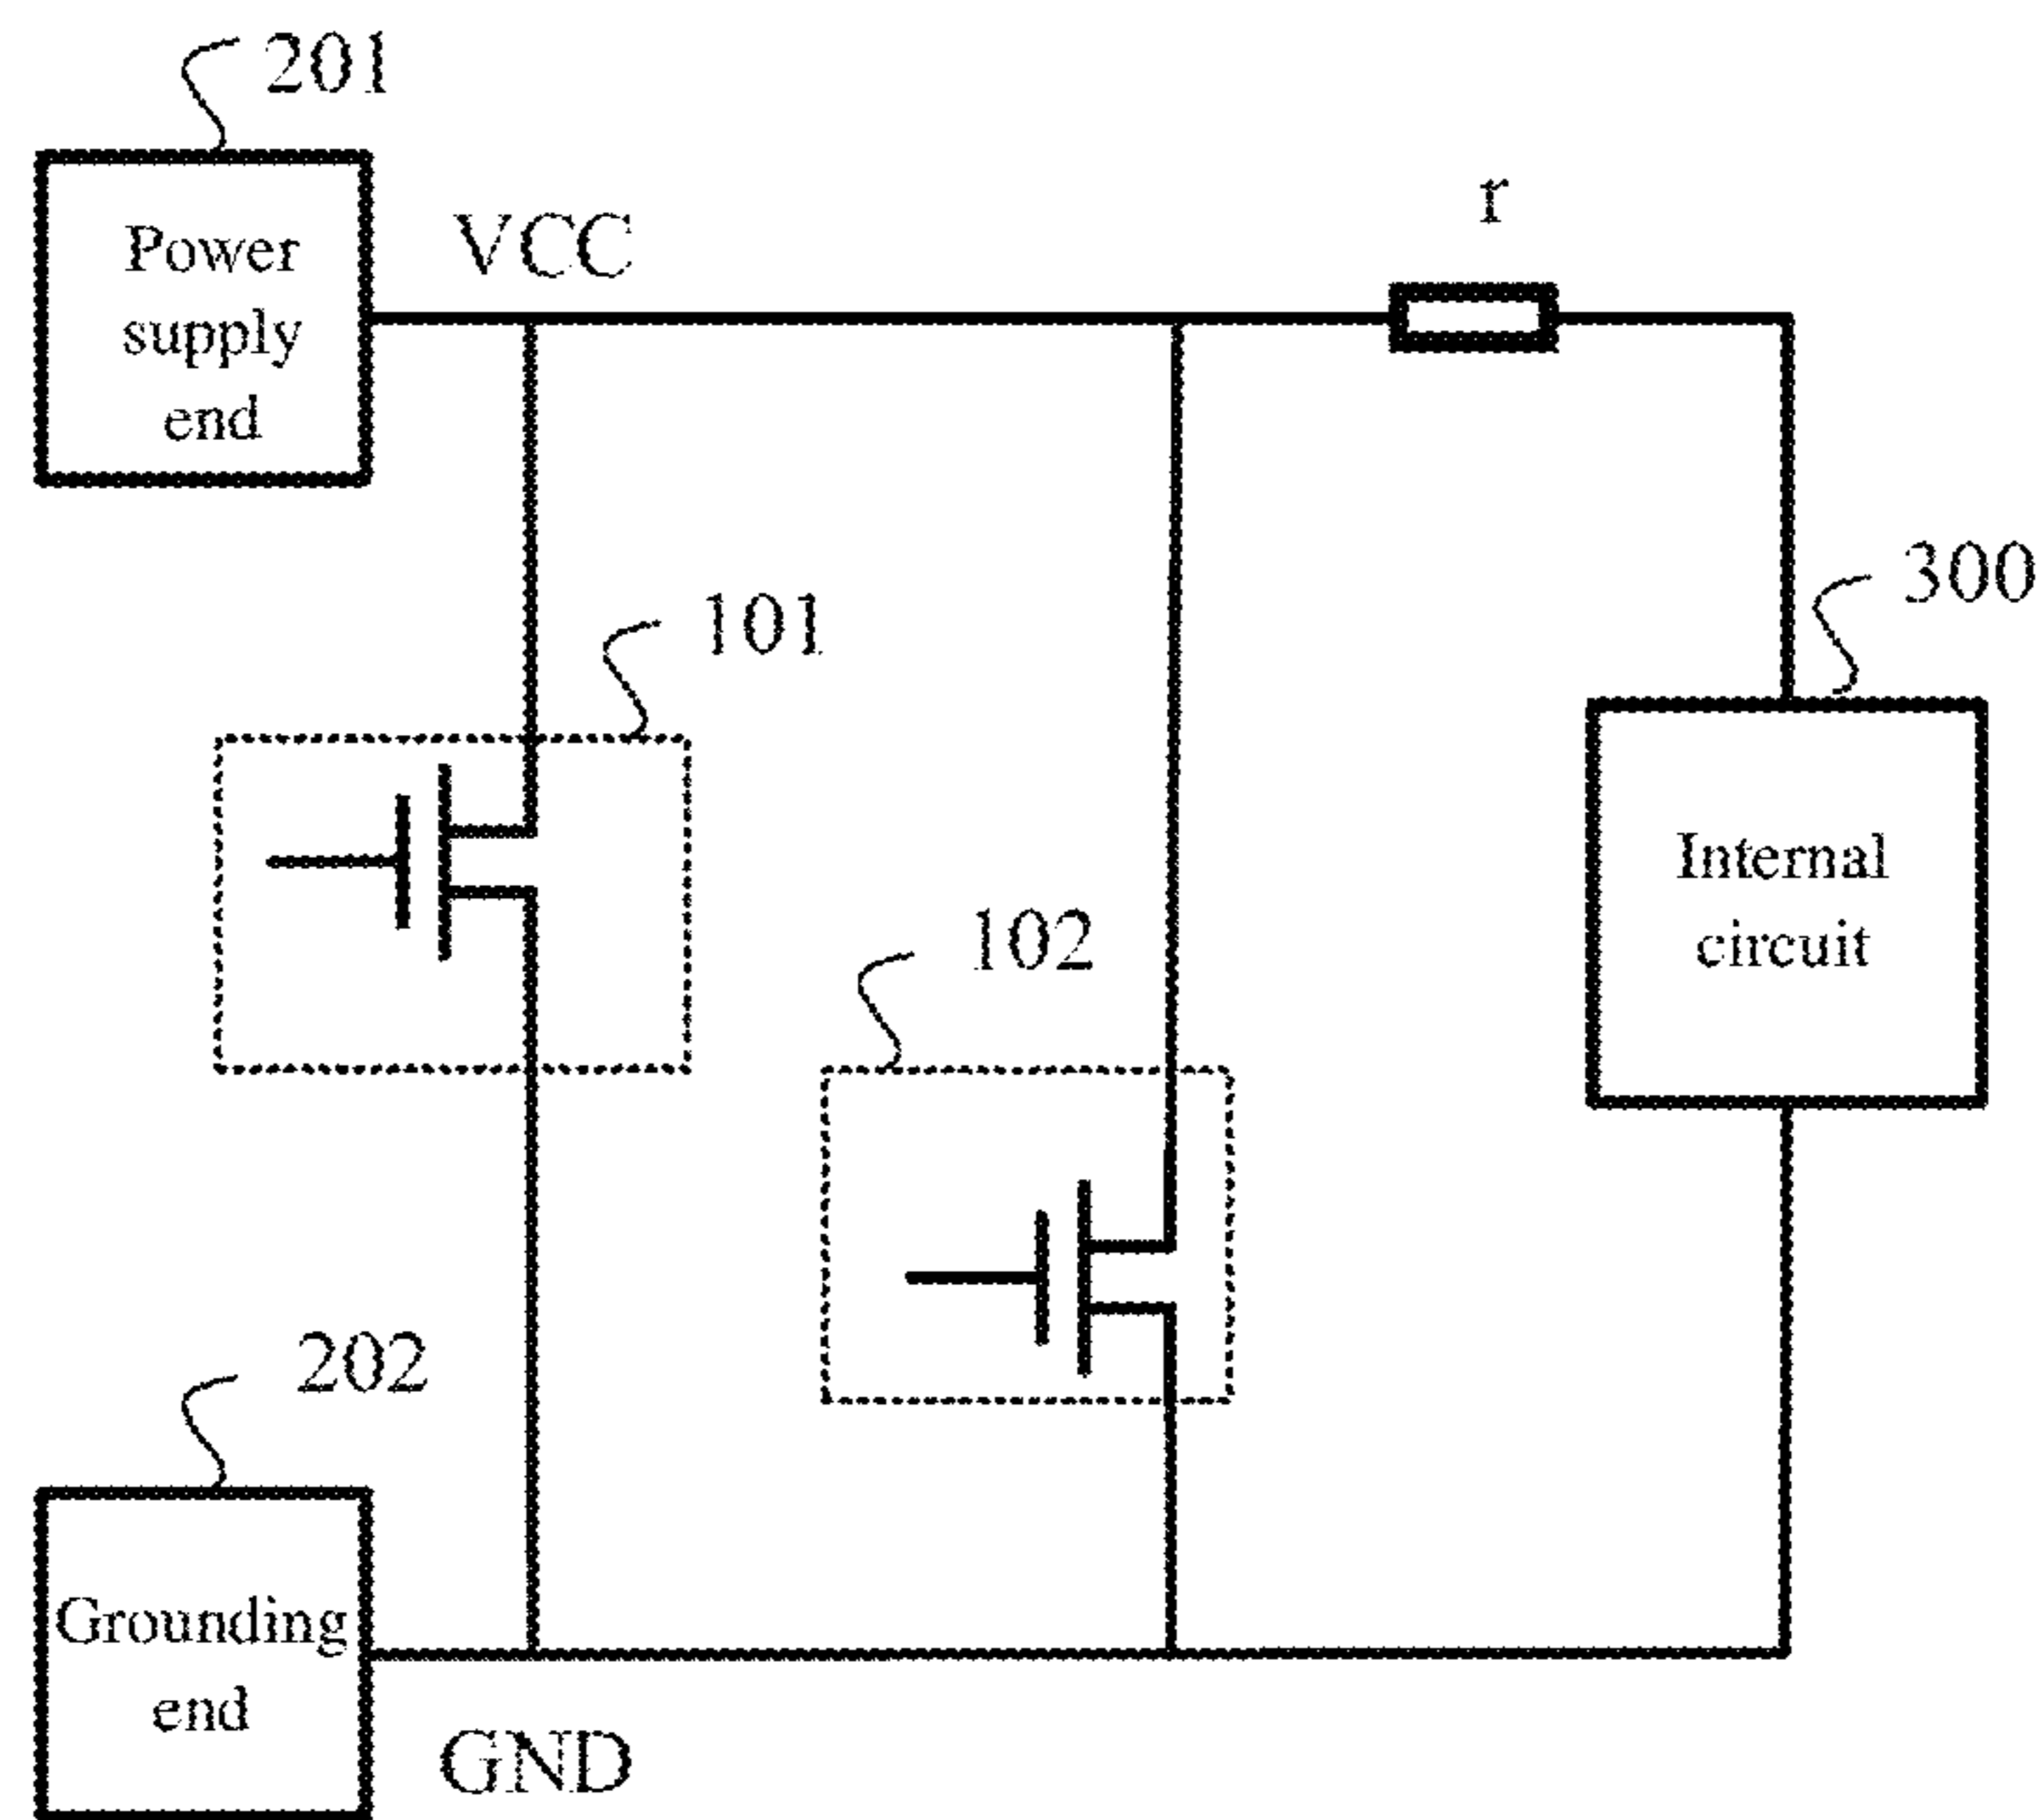 201
Power
supply
end
VCC
r
300
101
Internal
circuit
102
202
Grounding
end
GND